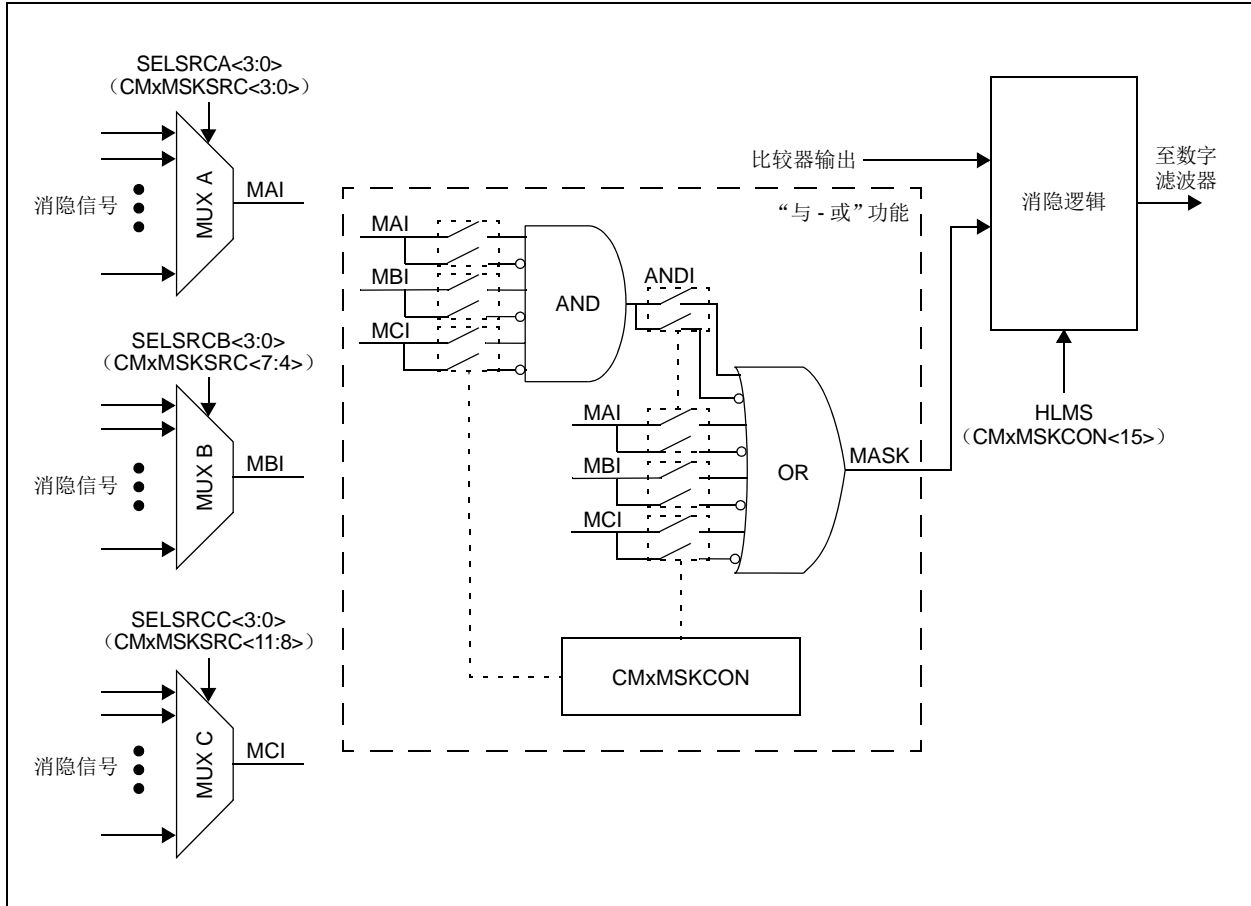 SELSRCA<3:0>
（CMxMSKSRC<3:0>）
消隐信号
MUX A
MAI
SELSRCB<3:0>
（CMxMSKSRC<7:4>）
消隐信号
MUX B
MBI
SELSRCC<3:0>
（CMxMSKSRC<11:8>）
消隐信号
MUX C
MCI
“与 - 或”功能
MAI
MBI
MCI
AND
ANDI
MAI
MBI
MCI
OR
MASK
CMxMSKCON
比较器输出
消隐逻辑
至数字
滤波器
HLMS
（CMxMSKCON<15>）